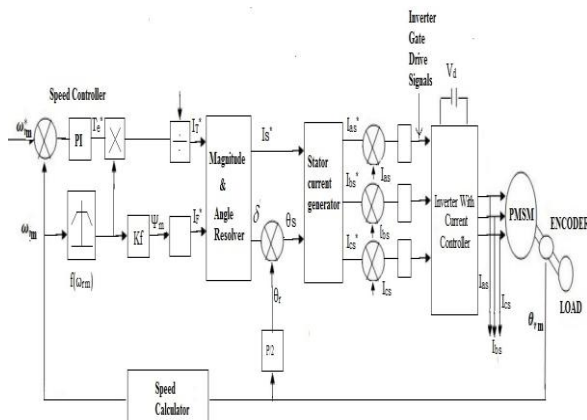 Inverter
Gate
Drive
Signals
Vd
Speed Controller
ω*rm
PI
Te*
IT*
Magnitude
&
Angle
Resolver
Is*
Stator
current
generator
Ias*
Ias
Ibs*
Ibs
Ics*
Ics
Inverter With
Current
Controller
PMSM
ENCODER
LOAD
ωrm
f(ωrm)
Kf
Ψm
IF*
δ
θs
θr
P/2
Ias
Ibs
Ics
θrm
Speed
Calculator